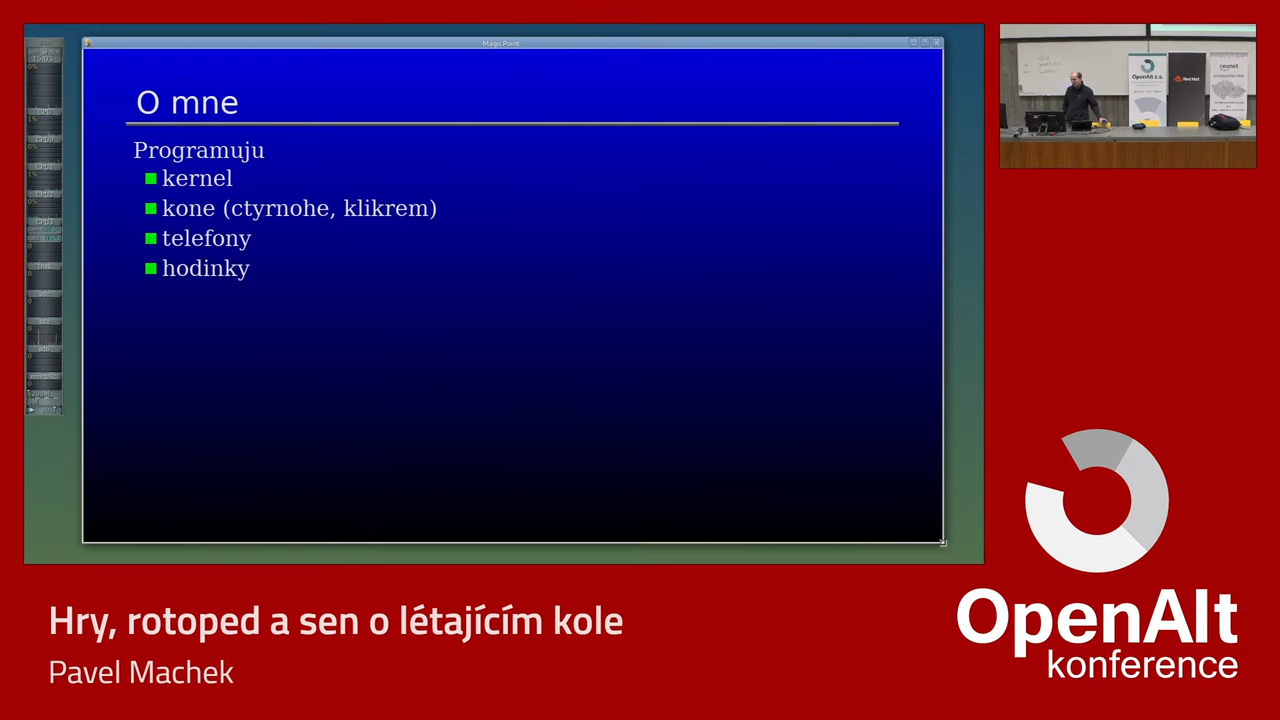 MagicPoint
O mne
Programuju
kernel
kone (ctyrnohe, klikrem)
telefony
hodinky
OpenAlt z.s.
Red Hat
cesnet
Hry, rotoped a sen o létajícím kole
Pavel Machek
OpenAlt
konference